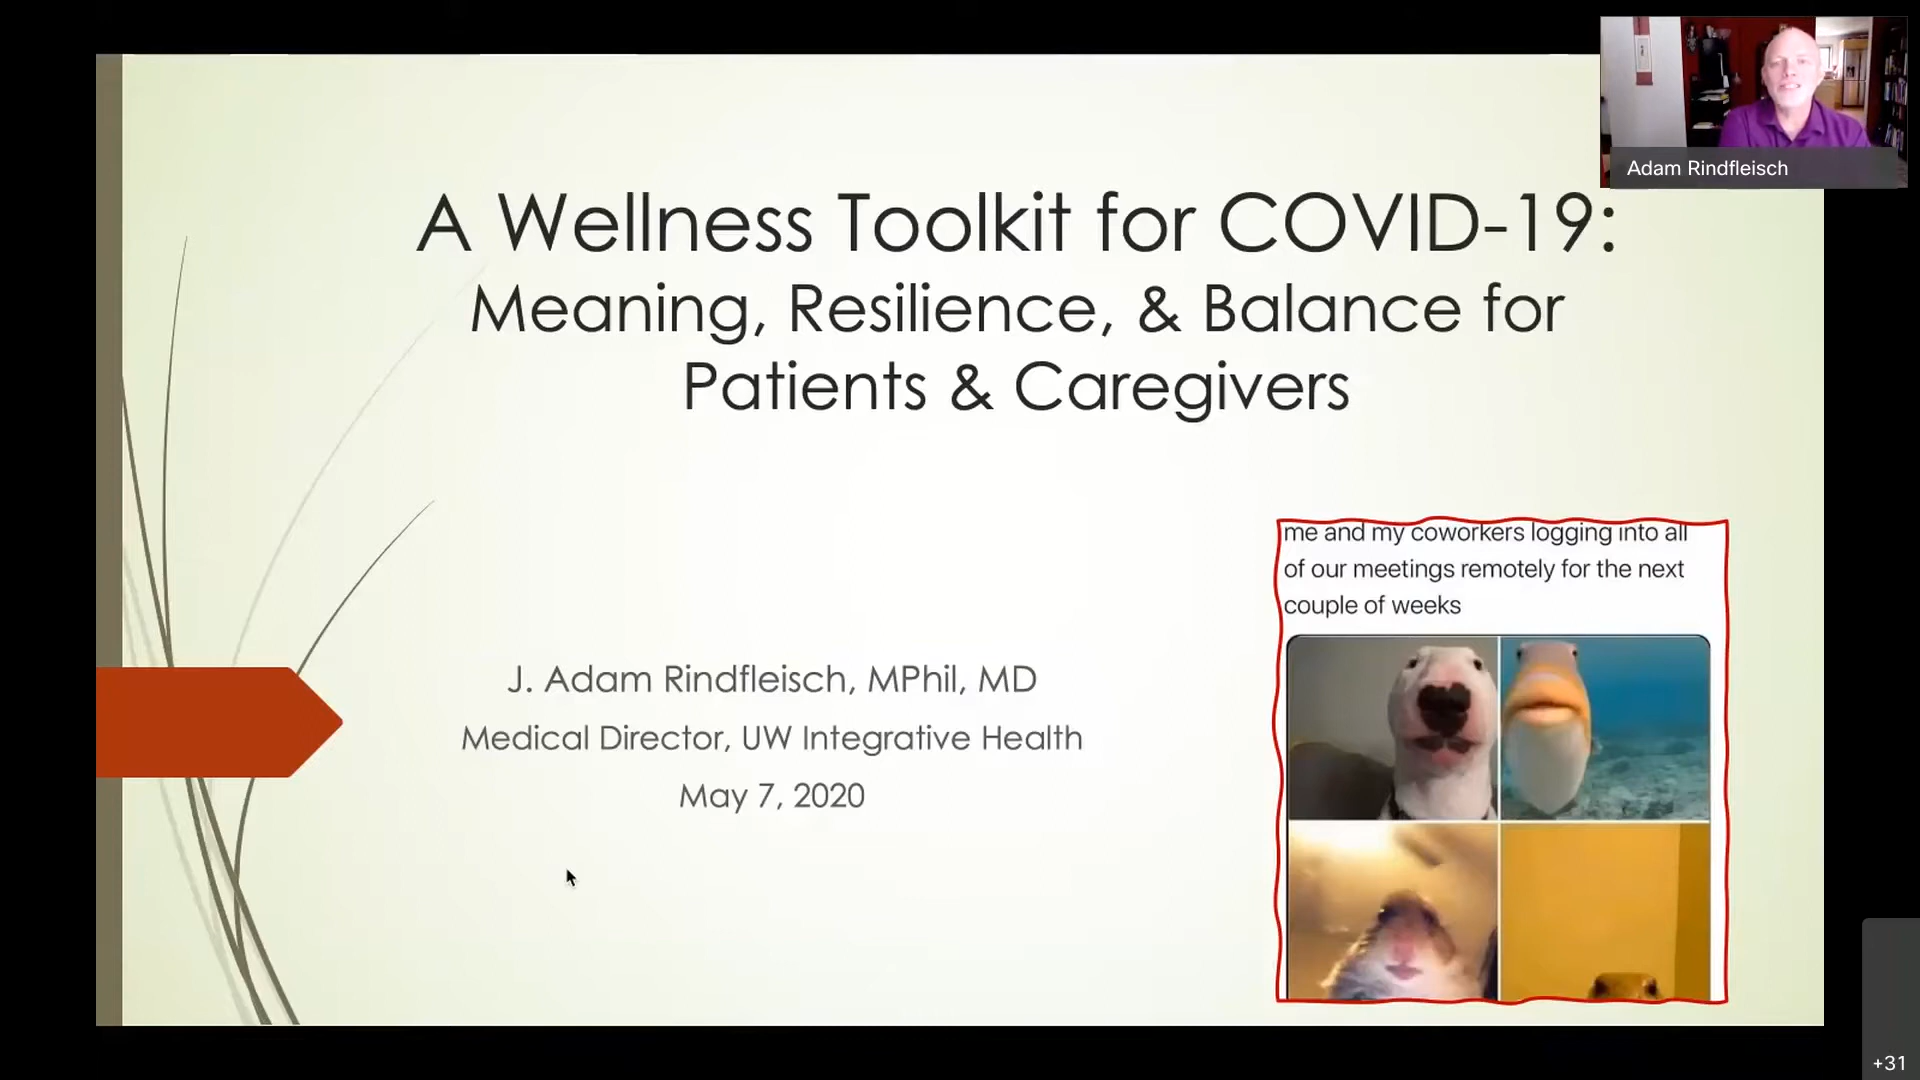 Adam Rindfleisch
A Wellness Toolkit for COVID-19:
Meaning, Resilience, & Balance for
Patients & Caregivers
J. Adam Rindfleisch, MPhil, MD
Medical Director, UW Integrative Health
May 7, 2020
me and my coworkers logging into all
of our meetings remotely for the next
couple of weeks
+31